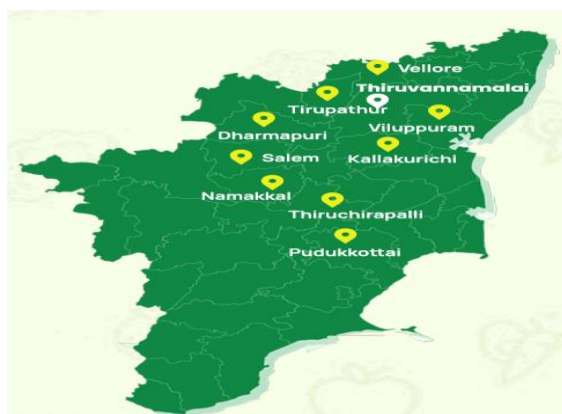 Vellore
Thiruvannamalai
Tirupathur
Viluppuram
Dharmapuri
Kallakurichi
Salem
Namakkal
Thiruchirapalli
Pudukkottai